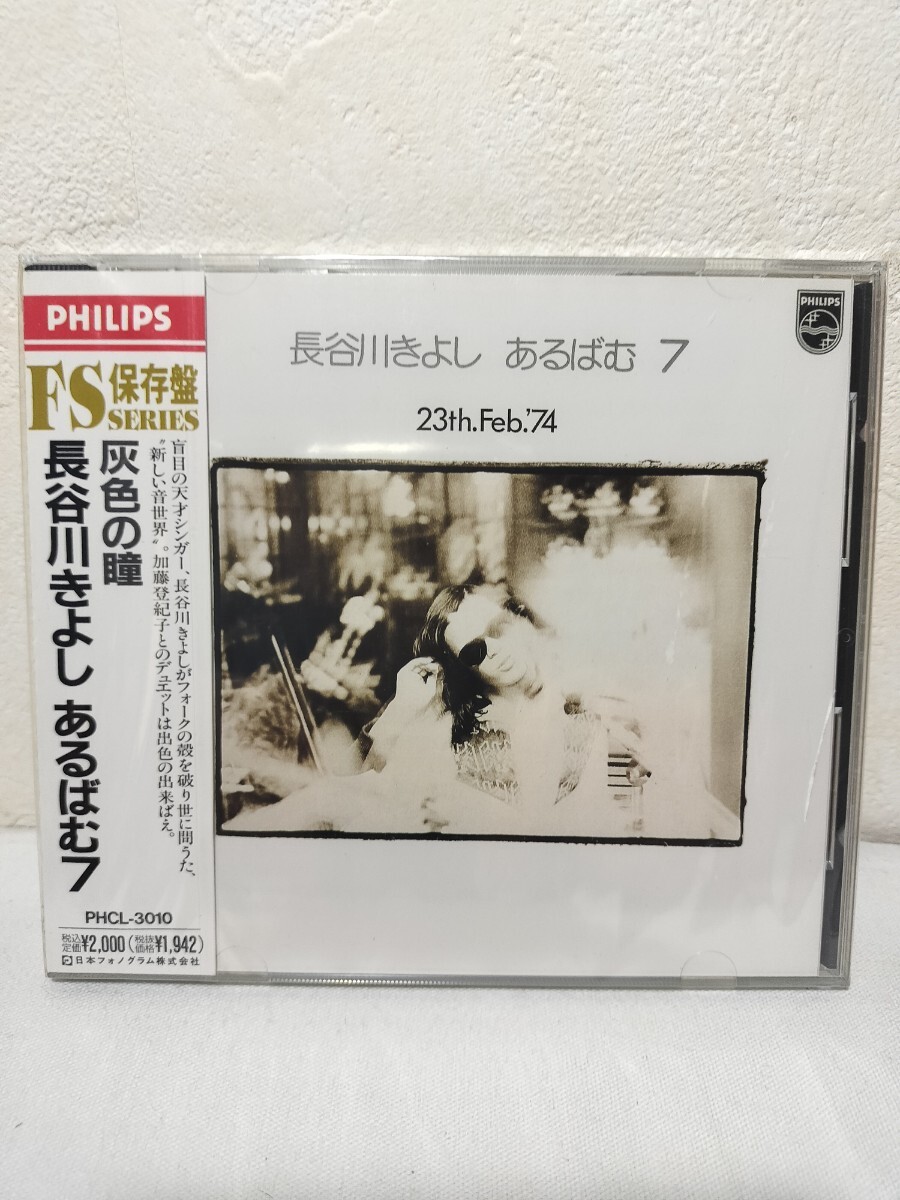 PHILIPS
FS保存盤
SERIES
灰色の瞳
長谷川きよし あるばむ7
盲目の天才シンガー、長谷川きよしがフォークの殻を破り世に問うた、
"新しい音世界"。加藤登紀子とのデュエットは出色の出来ばえ。
PHCL-3010
税込定価¥2,000(税抜価格¥1,942)
日本フォノグラム株式会社
長谷川きよし あるばむ 7
23th.Feb.'74
PHILIPS